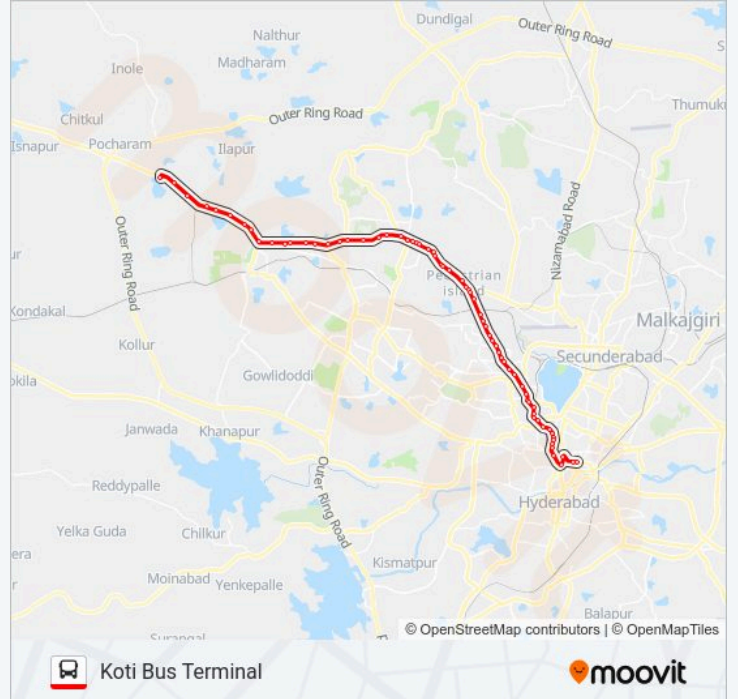 Dundigal
Outer Ring Road
Nalthur
Madharam
Inole
Thumuk
Chitkul
Outer Ring Road
Isnapur
Pocharam
Ilapur
Nizamabad Road
Outer Ring Road
Pedestrian
island
Kondakal
Malkajgiri
Kollur
Secunderabad
Gowlidoddi
Janwada
Khanapur
Outer Ring Road
Reddypalle
Hyderabad
Yelka Guda
Chilkur
Kismatpur
Moinabad
Yenkepalle
Balapur
Surangal
© OpenStreetMap contributors | © OpenMapTiles
Koti Bus Terminal
moovit